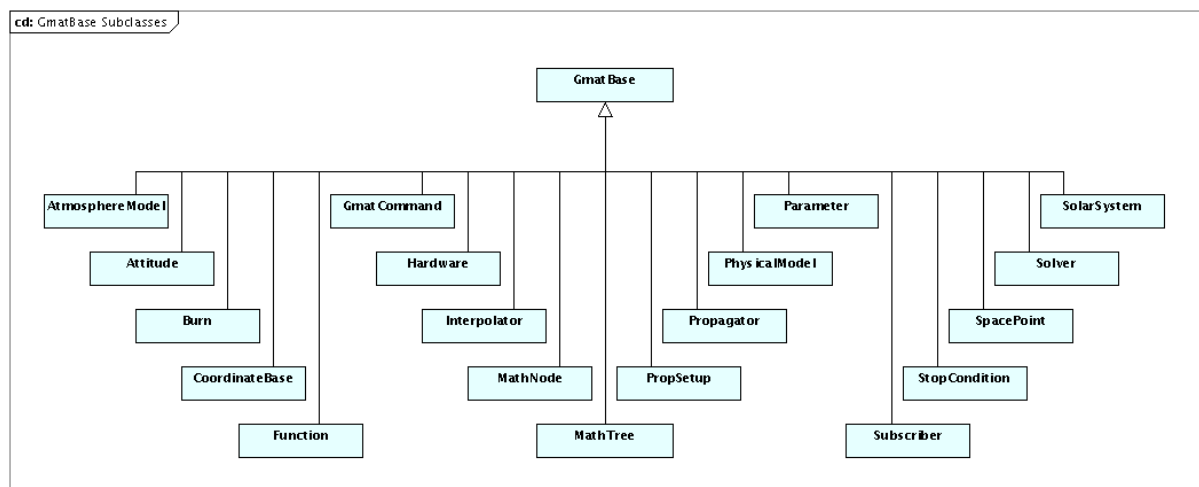 cd: GmatBase Subclasses
GmatBase
AtmosphereModel
GmatCommand
Parameter
SolarSystem
Attitude
Hardware
PhysicalModel
Solver
Burn
Interpolator
Propagator
SpacePoint
CoordinateBase
MathNode
PropSetup
StopCondition
Function
MathTree
Subscriber